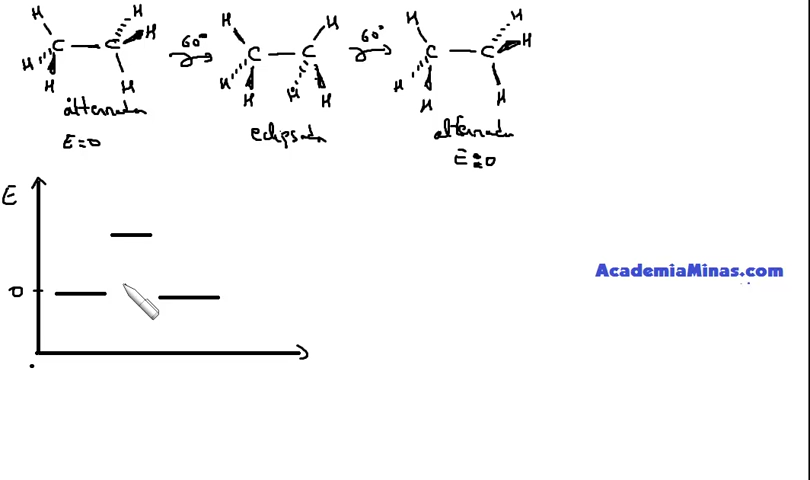 H H H
C C
H H H
alternada
E=0
60°
H H
C C
H H H H
eclipsada
60°
H H H
C C
H H H
alternada
E=0
E
0
AcademiaMinas.com